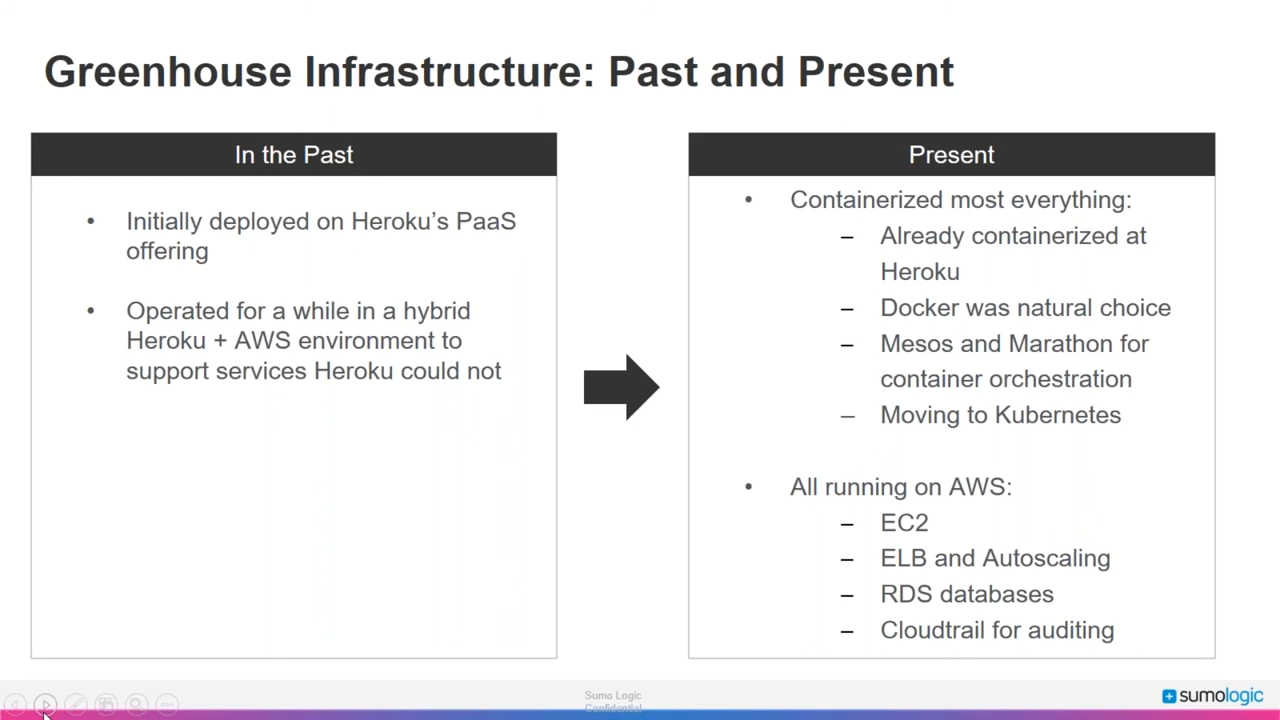 Greenhouse Infrastructure: Past and Present
In the Past
• Initially deployed on Heroku’s PaaS
offering
• Operated for a while in a hybrid
Heroku + AWS environment to
support services Heroku could not
Present
• Containerized most everything:
– Already containerized at
Heroku
– Docker was natural choice
– Mesos and Marathon for
container orchestration
– Moving to Kubernetes
• All running on AWS:
– EC2
– ELB and Autoscaling
– RDS databases
– Cloudtrail for auditing
Sumo Logic
Confidential
sumologic